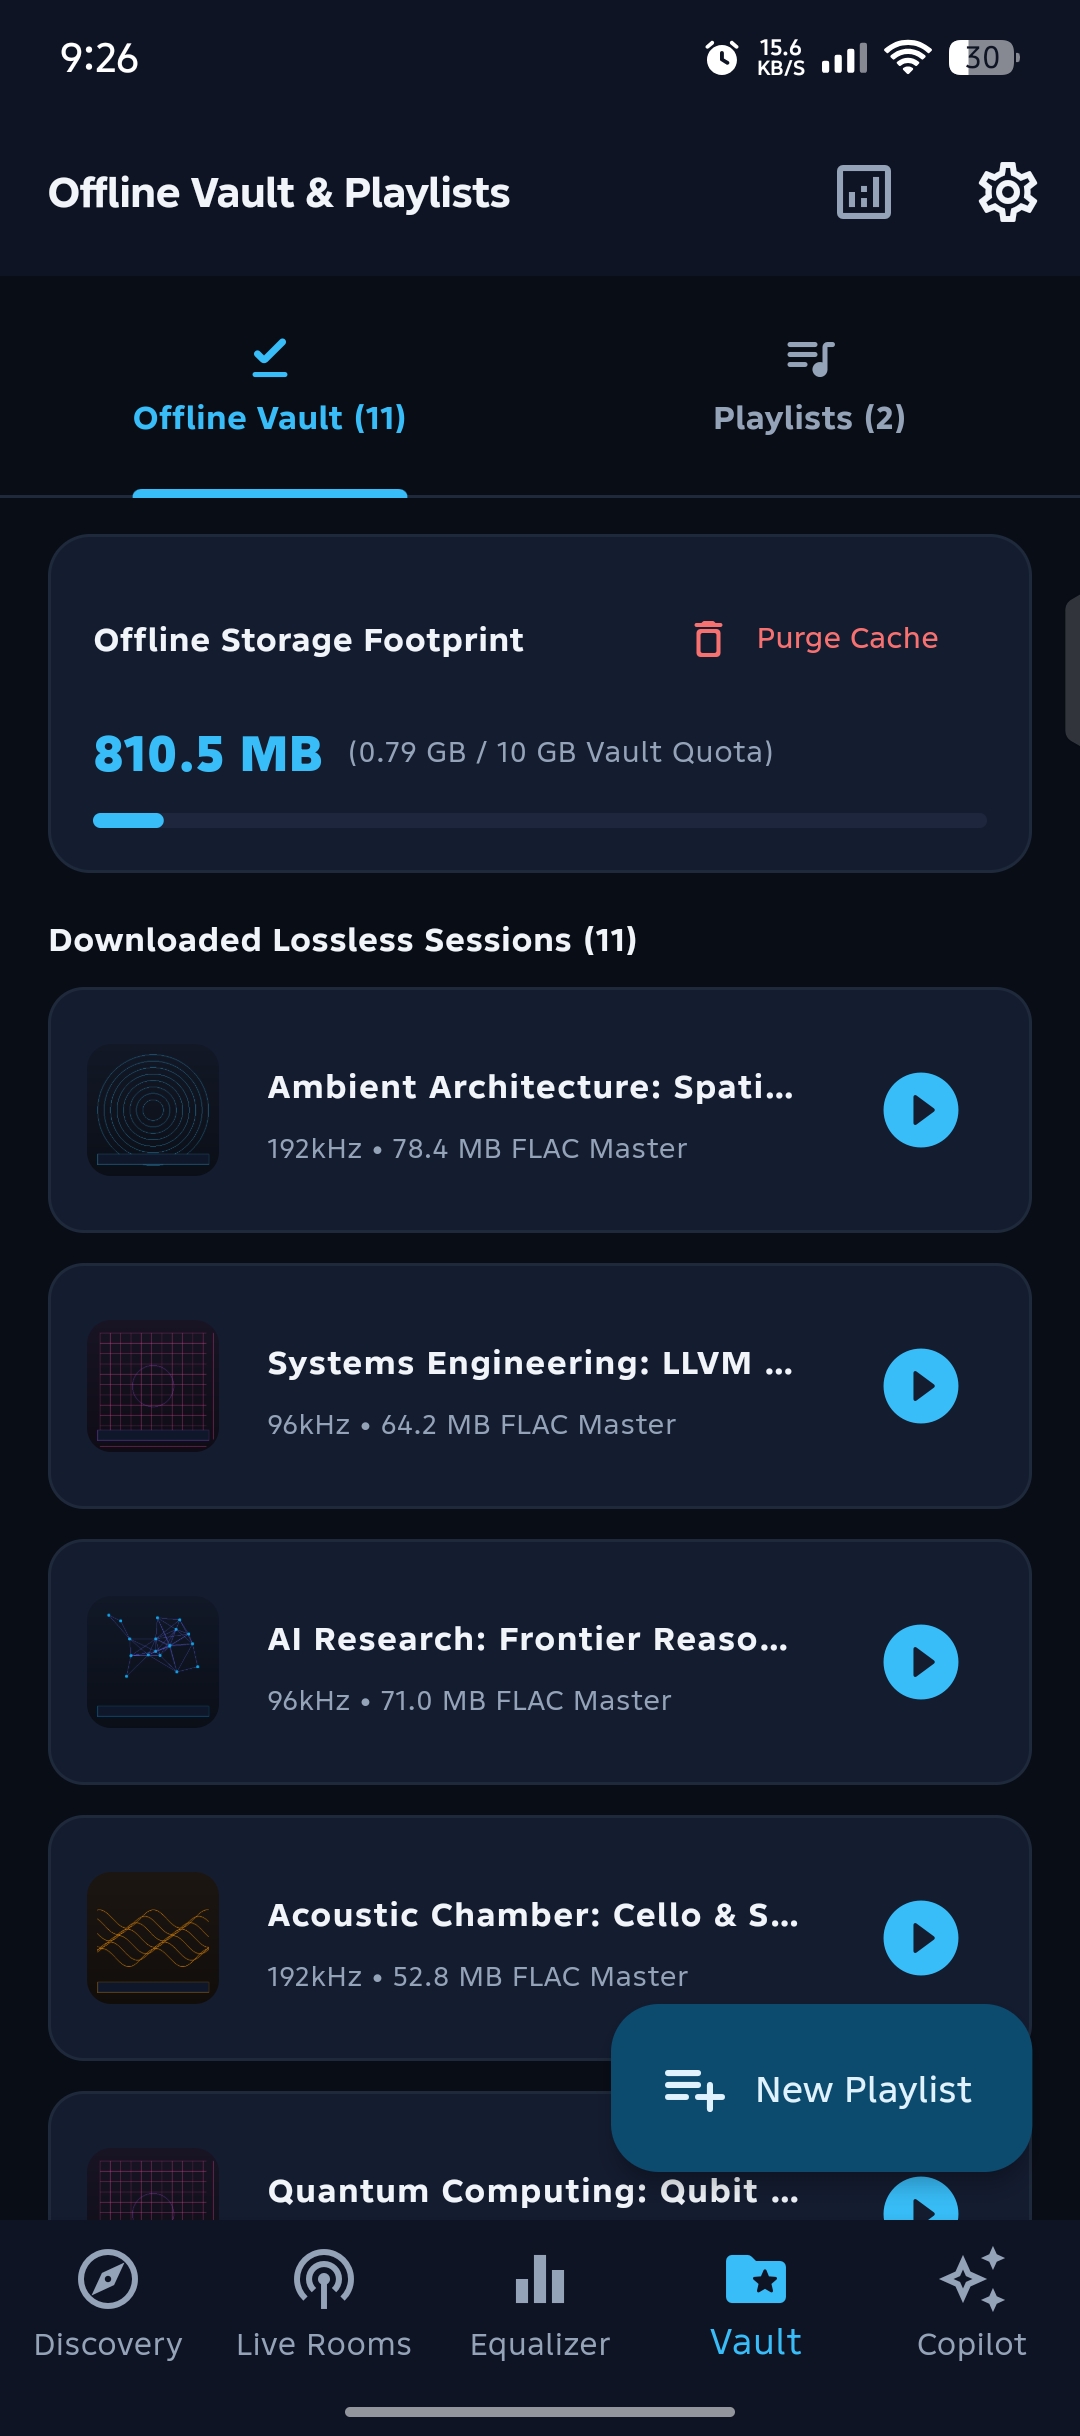 9:26
15.6
KB/S
30
Offline Vault & Playlists
Offline Vault (11)
Playlists (2)
Offline Storage Footprint
Purge Cache
810.5 MB (0.79 GB / 10 GB Vault Quota)
Downloaded Lossless Sessions (11)
Ambient Architecture: Spati...
192kHz • 78.4 MB FLAC Master
Systems Engineering: LLVM ...
96kHz • 64.2 MB FLAC Master
AI Research: Frontier Reaso...
96kHz • 71.0 MB FLAC Master
Acoustic Chamber: Cello & S...
192kHz • 52.8 MB FLAC Master
New Playlist
Quantum Computing: Qubit ...
Discovery
Live Rooms
Equalizer
Vault
Copilot